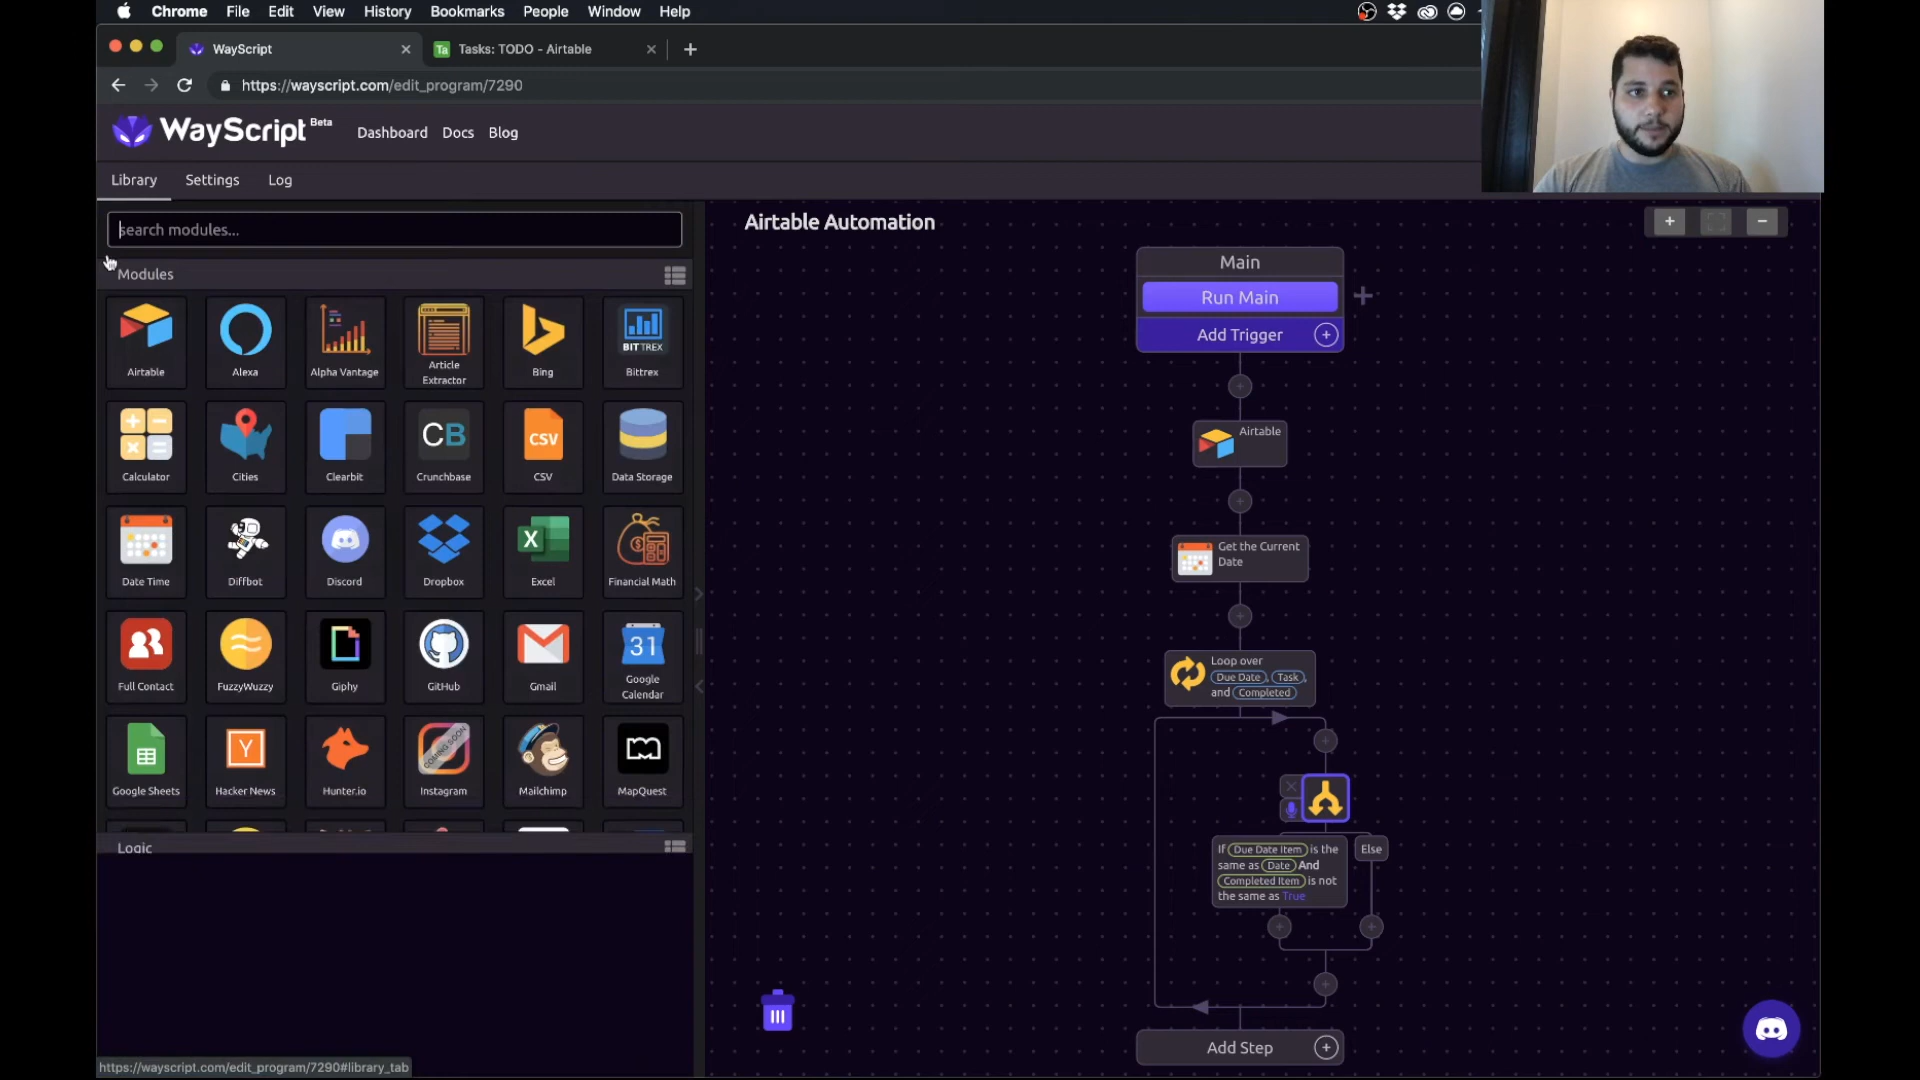 Chrome File Edit View History Bookmarks People Window Help
WayScript
Tasks: TODO - Airtable
https://wayscript.com/edit_program/7290
WayScript Beta
Dashboard Docs Blog
Library Settings Log
search modules...
Modules
Airtable
Alexa
Alpha Vantage
Article
Extractor
Bing
BITTREX
Bittrex
Calculator
Cities
Clearbit
CB
Crunchbase
CSV
CSV
Data Storage
Date Time
Diffbot
Discord
Dropbox
X
Excel
Financial Math
Full Contact
FuzzyWuzzy
Giphy
GitHub
Gmail
31
Google
Calendar
Google Sheets
Y
Hacker News
Hunter.io
COMING SOON
Instagram
Mailchimp
MapQuest
Logic
https://wayscript.com/edit_program/7290#library_tab
Airtable Automation
Main
Run Main
Add Trigger
Airtable
Get the Current
Date
Loop over
Due Date, Task,
and Completed
If Due Date Item is the
same as Date And
Completed Item is not
the same as True
Else
Add Step